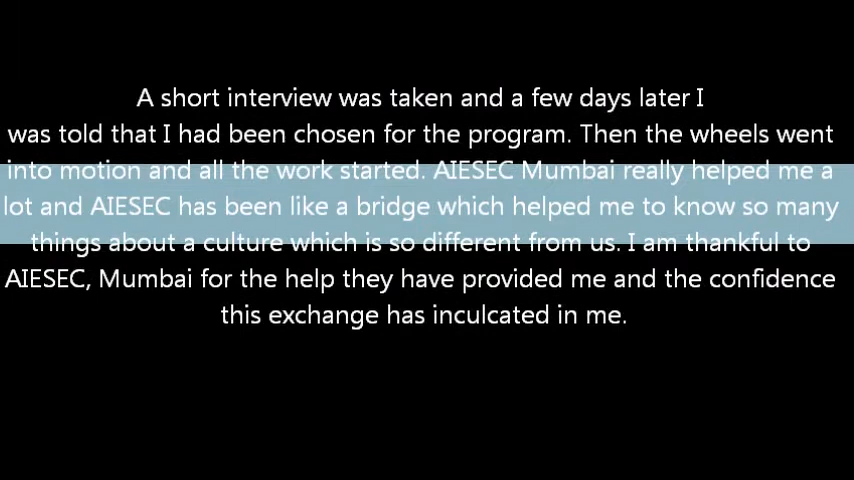 A short interview was taken and a few days later I
was told that I had been chosen for the program. Then the wheels went
into motion and all the work started. AIESEC Mumbai really helped me a
lot and AIESEC has been like a bridge which helped me to know so many
things about a culture which is so different from us. I am thankful to
AIESEC, Mumbai for the help they have provided me and the confidence
this exchange has inculcated in me.